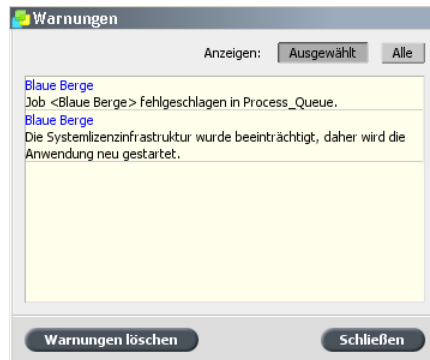 Warnungen
Anzeigen: Ausgewählt Alle
Blaue Berge
Job <Blaue Berge> fehlgeschlagen in Process_Queue.
Blaue Berge
Die Systemlizenzinfrastruktur wurde beeinträchtigt, daher wird die
Anwendung neu gestartet.
Warnungen löschen Schließen